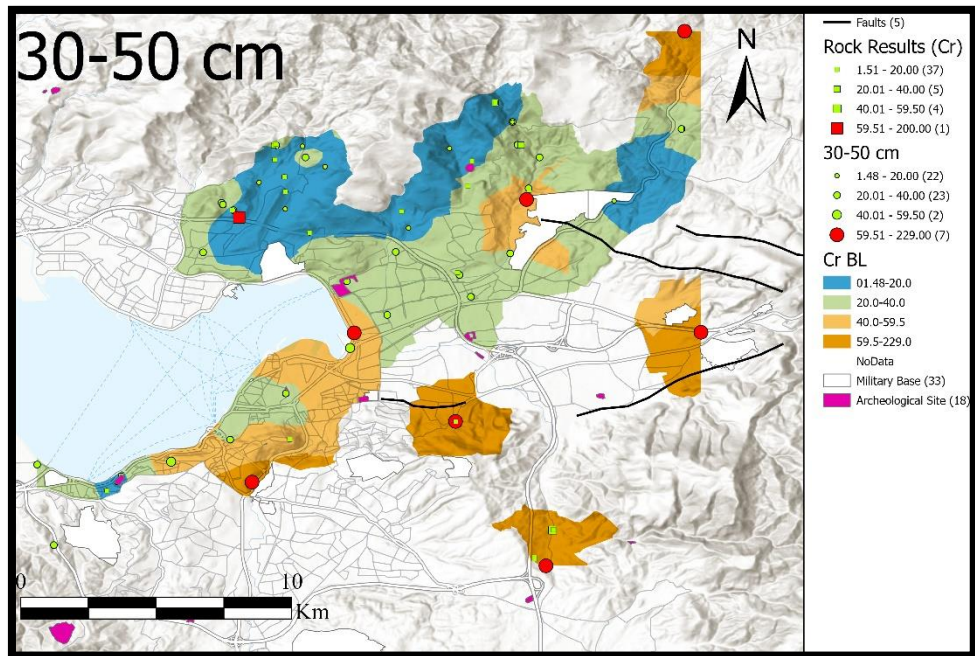 30-50 cm
N
0
10
Km
Faults (5)
Rock Results (Cr)
1.51 - 20.00 (37)
20.01 - 40.00 (5)
40.01 - 59.50 (4)
59.51 - 200.00 (1)
30-50 cm
1.48 - 20.00 (22)
20.01 - 40.00 (23)
40.01 - 59.50 (2)
59.51 - 229.00 (7)
Cr BL
01.48-20.0
20.0-40.0
40.0-59.5
59.5-229.0
NoData
Military Base (33)
Archeological Site (18)